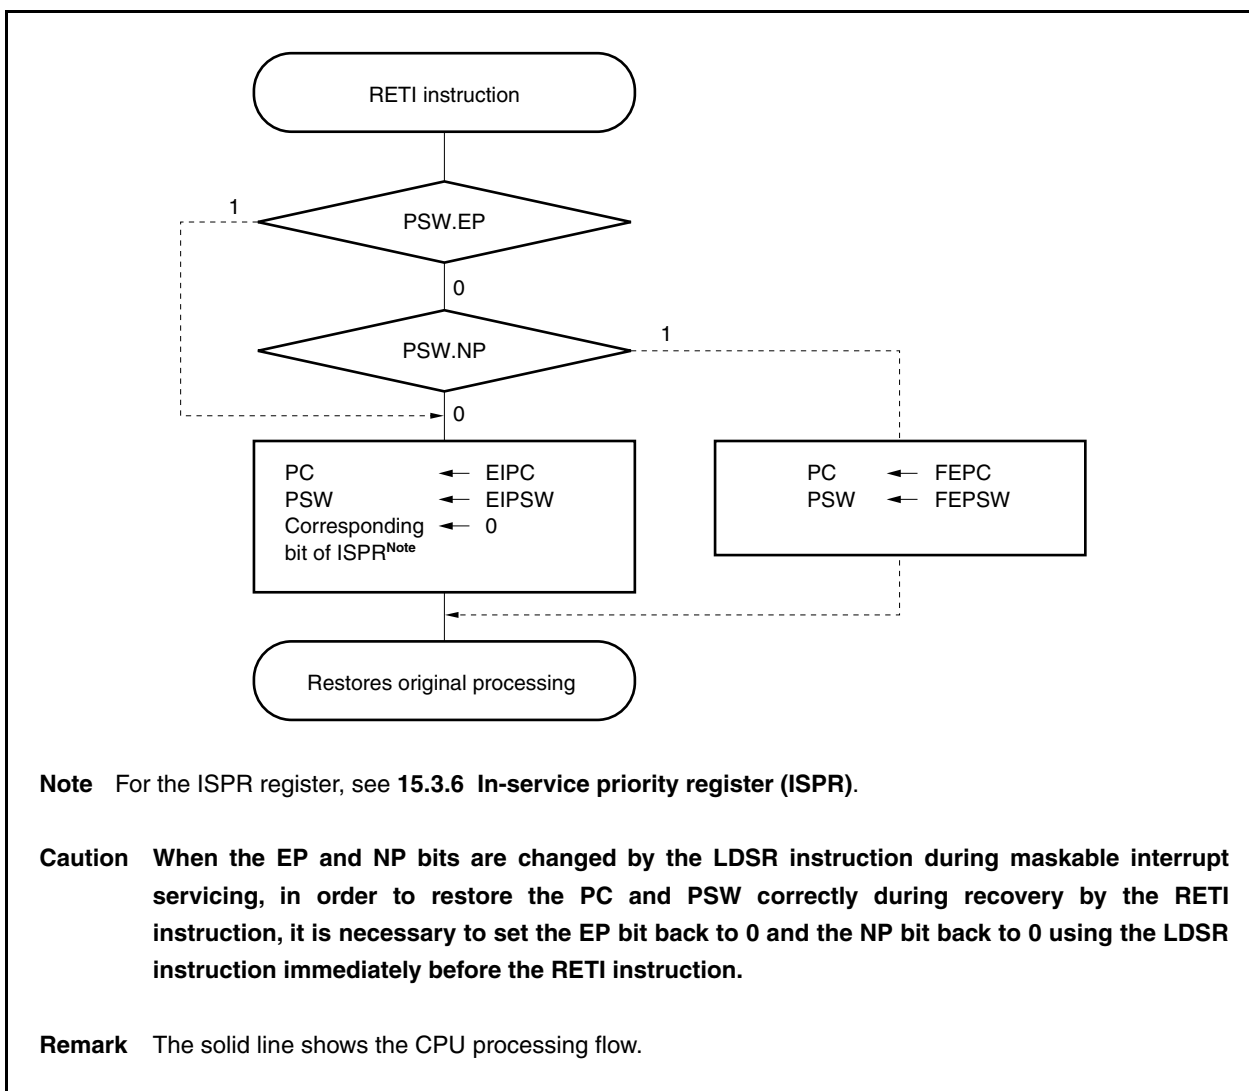 RETI instruction
1
PSW.EP
0
1
PSW.NP
0
PC ← EIPC
PSW ← EIPSW
Corresponding ← 0
bit of ISPRNote
PC ← FEPC
PSW ← FEPSW
Restores original processing
Note For the ISPR register, see 15.3.6 In-service priority register (ISPR).
Caution When the EP and NP bits are changed by the LDSR instruction during maskable interrupt
servicing, in order to restore the PC and PSW correctly during recovery by the RETI
instruction, it is necessary to set the EP bit back to 0 and the NP bit back to 0 using the LDSR
instruction immediately before the RETI instruction.
Remark The solid line shows the CPU processing flow.